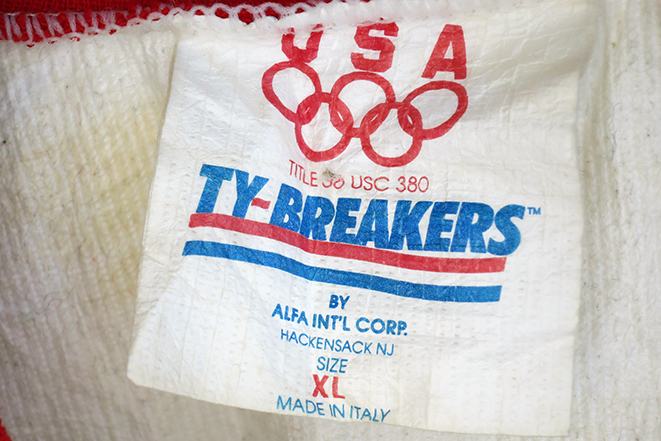 USA
TITLE 36 USC 380
TY-BREAKERS™
BY
ALFA INT'L CORP.
HACKENSACK NJ
SIZE
XL
MADE IN ITALY